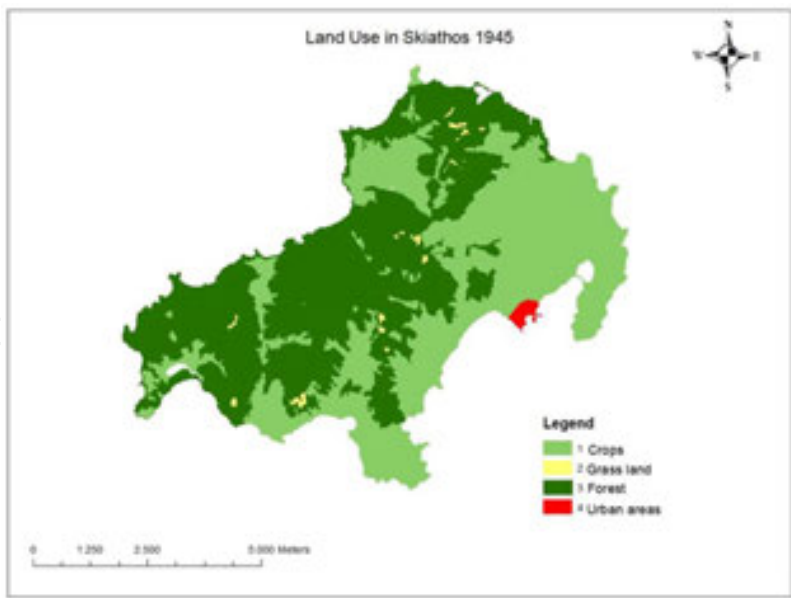 Land Use in Skiathos 1945
N
W E
S
Legend
1 Crops
2 Grass land
3 Forest
4 Urban areas
0 1 250 2 500 5 000 Meters